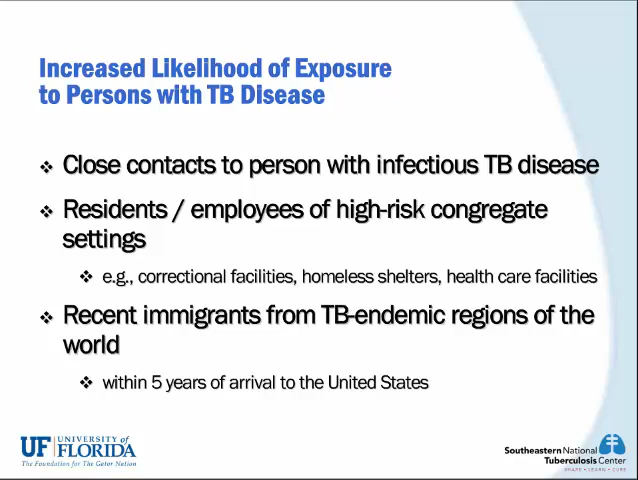 Increased Likelihood of Exposure
to Persons with TB Disease
❖ Close contacts to person with infectious TB disease
❖ Residents / employees of high-risk congregate
settings
❖ e.g., correctional facilities, homeless shelters, health care facilities
❖ Recent immigrants from TB-endemic regions of the
world
❖ within 5 years of arrival to the United States
UF UNIVERSITY of
FLORIDA
The Foundation for The Gator Nation
Southeastern National
Tuberculosis Center
SHARE • LEARN • CURE